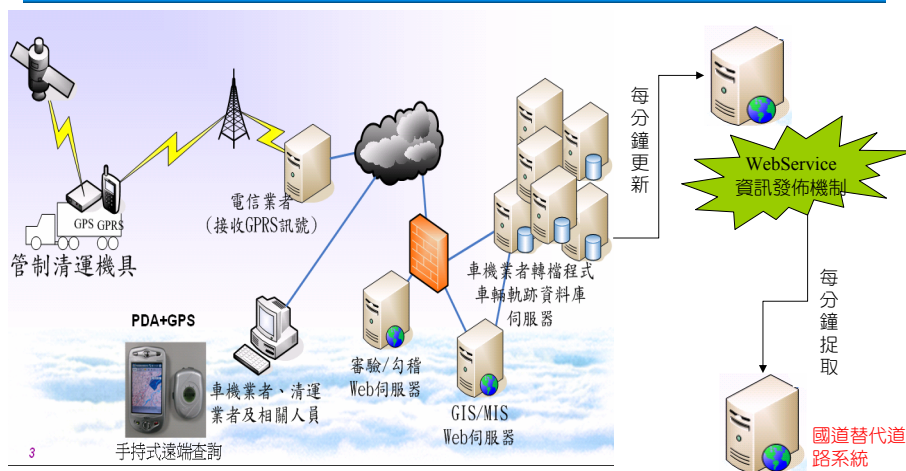 GPS GPRS
管制清運機具
電信業者
(接收GPRS訊號)
PDA+GPS
手持式遠端查詢
車機業者、清運
業者及相關人員
審驗/勾稽
Web伺服器
GIS/MIS
Web伺服器
車機業者轉檔程式
車輛軌跡資料庫
伺服器
每分鐘更新
WebService
資訊發佈機制
每分鐘捉取
國道替代道
路系統
3